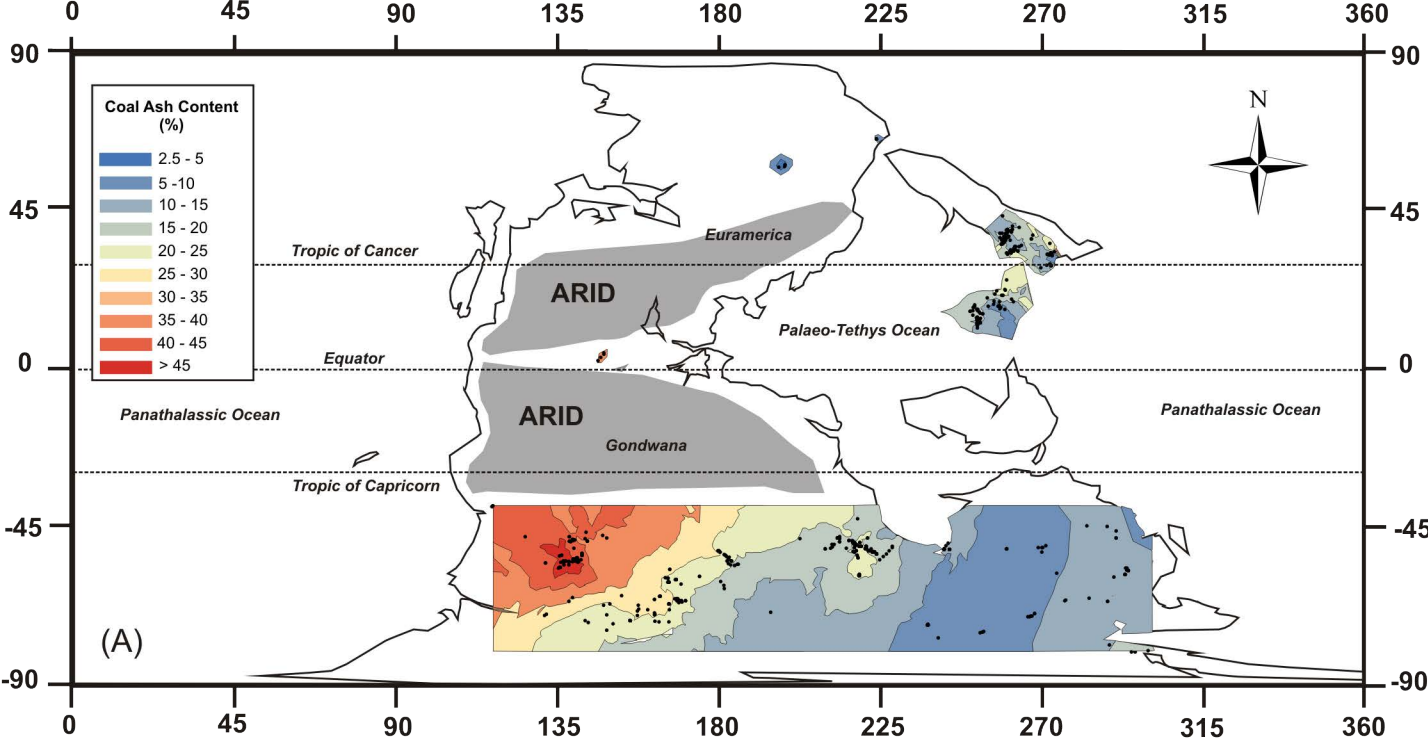 0 45 90 135 180 225 270 315 360
90 90
Coal Ash Content
(%)
2.5 - 5
5 -10
10 - 15
15 - 20
20 - 25
25 - 30
30 - 35
35 - 40
40 - 45
> 45
N
45 45
Euramerica
Tropic of Cancer
ARID
Palaeo-Tethys Ocean
Equator
0 0
ARID
Panathalassic Ocean
Panathalassic Ocean
Gondwana
Tropic of Capricorn
-45 -45
(A)
-90 -90
0 45 90 135 180 225 270 315 360